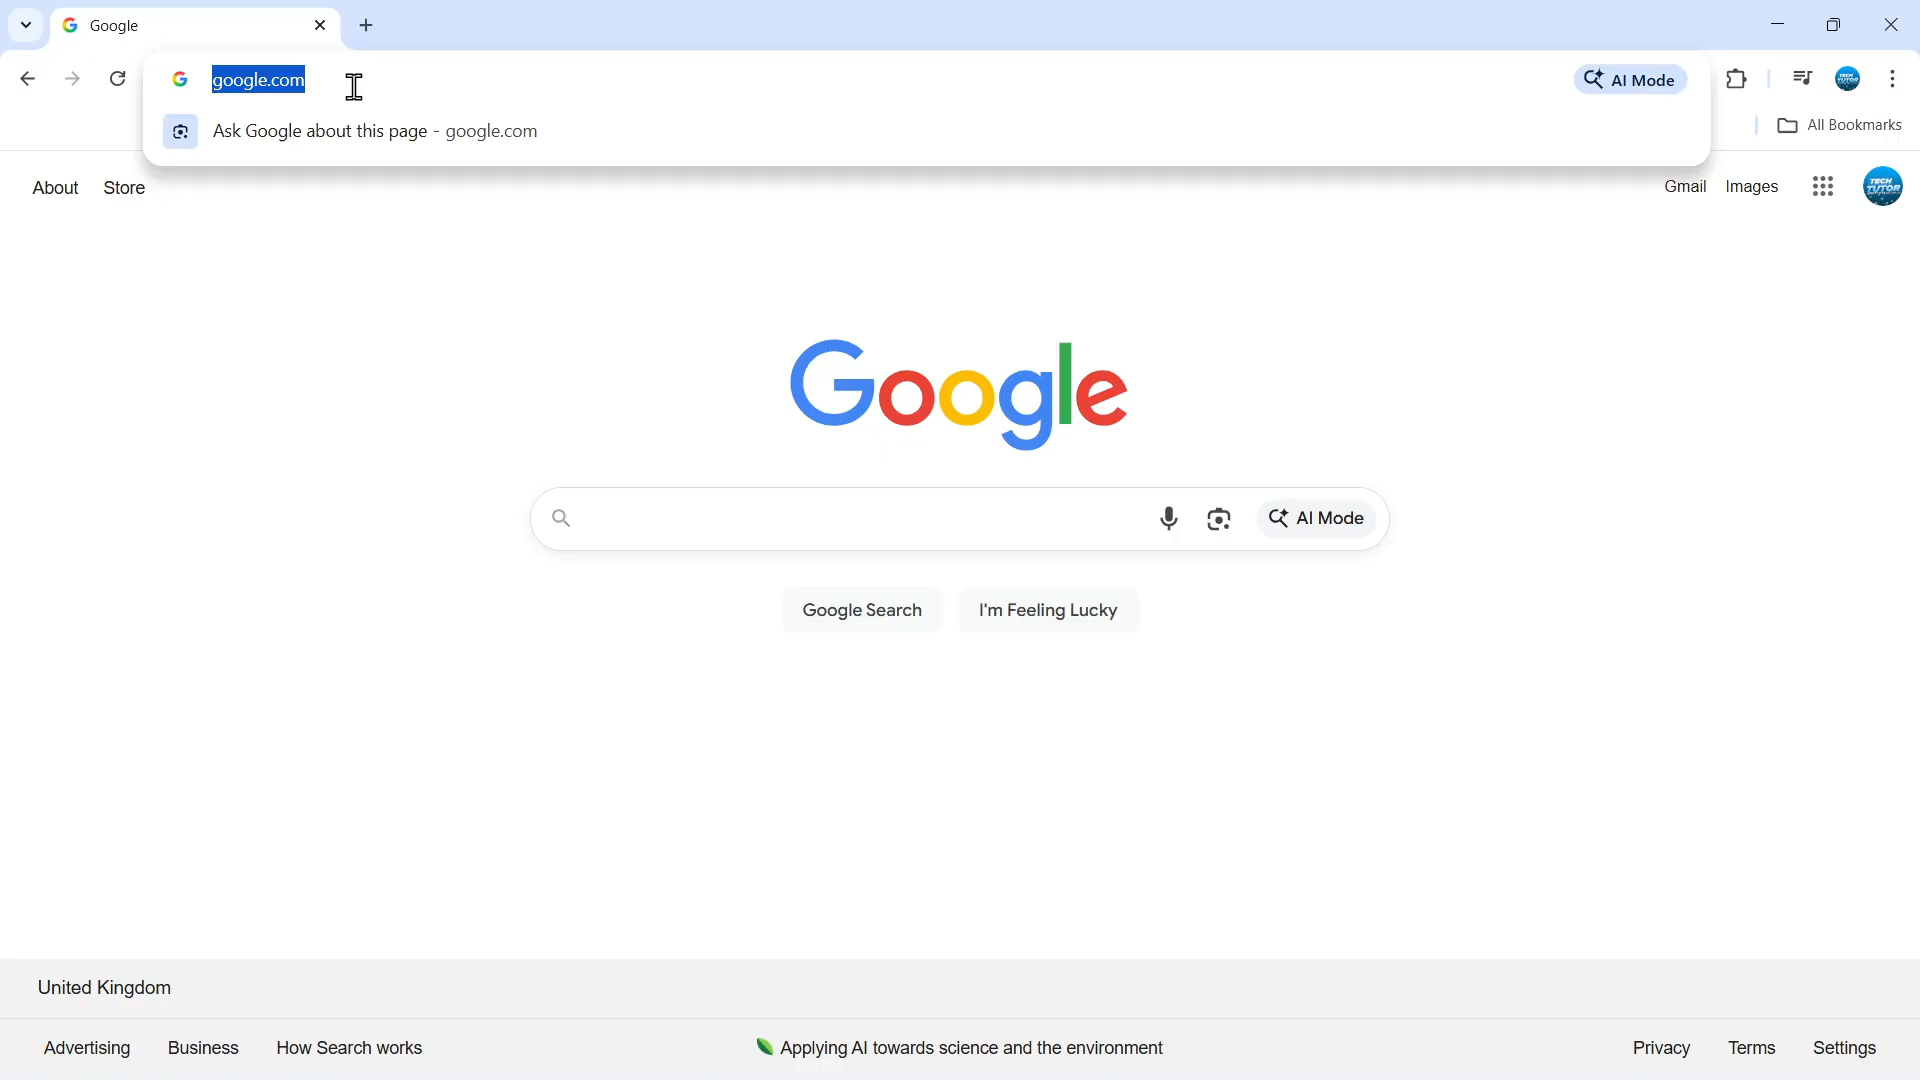 Google
google.com
AI Mode
Ask Google about this page - google.com
All Bookmarks
About Store
Gmail Images
TECH TUTOR
Google
AI Mode
Google Search I'm Feeling Lucky
United Kingdom
Advertising Business How Search works
Applying AI towards science and the environment
Privacy Terms Settings